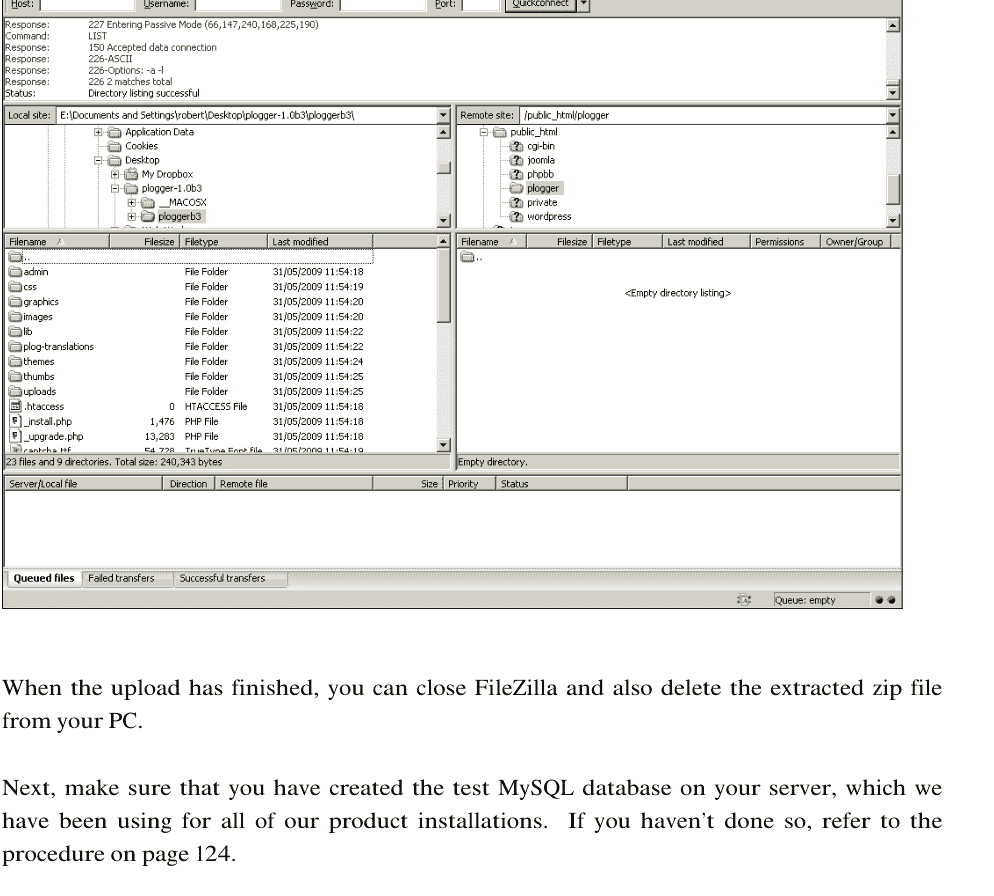 Host: Username: Password: Port: Quickconnect
Response: 227 Entering Passive Mode (66,147,240,168,225,190)
Command: LIST
Response: 150 Accepted data connection
Response: 226-ASCII
Response: 226-Options: -a -l
Response: 226 2 matches total
Status: Directory listing successful
Local site: E:\Documents and Settings\robert\Desktop\plogger-1.0b3\ploggerb3\
Application Data
Cookies
Desktop
My Dropbox
plogger-1.0b3
__MACOSX
ploggerb3
Remote site: /public_html/plogger
public_html
cgi-bin
joomla
phpbb
plogger
private
wordpress
Filename Filesize Filetype Last modified
..
admin File Folder 31/05/2009 11:54:18
css File Folder 31/05/2009 11:54:19
graphics File Folder 31/05/2009 11:54:20
images File Folder 31/05/2009 11:54:20
lib File Folder 31/05/2009 11:54:22
plog-translations File Folder 31/05/2009 11:54:22
themes File Folder 31/05/2009 11:54:24
thumbs File Folder 31/05/2009 11:54:25
uploads File Folder 31/05/2009 11:54:25
.htaccess 0 HTACCESS File 31/05/2009 11:54:18
_install.php 1,476 PHP File 31/05/2009 11:54:18
_upgrade.php 13,283 PHP File 31/05/2009 11:54:18
captcha.ttf 54,728 TrueType Font file 31/05/2009 11:54:19
23 files and 9 directories. Total size: 240,343 bytes
Filename Filesize Filetype Last modified Permissions Owner/Group
..
<Empty directory listing>
Empty directory.
Server/Local file Direction Remote file Size Priority Status
Queued files Failed transfers Successful transfers
Queue: empty
When the upload has finished, you can close FileZilla and also delete the extracted zip file
from your PC.
Next, make sure that you have created the test MySQL database on your server, which we
have been using for all of our product installations. If you haven't done so, refer to the
procedure on page 124.